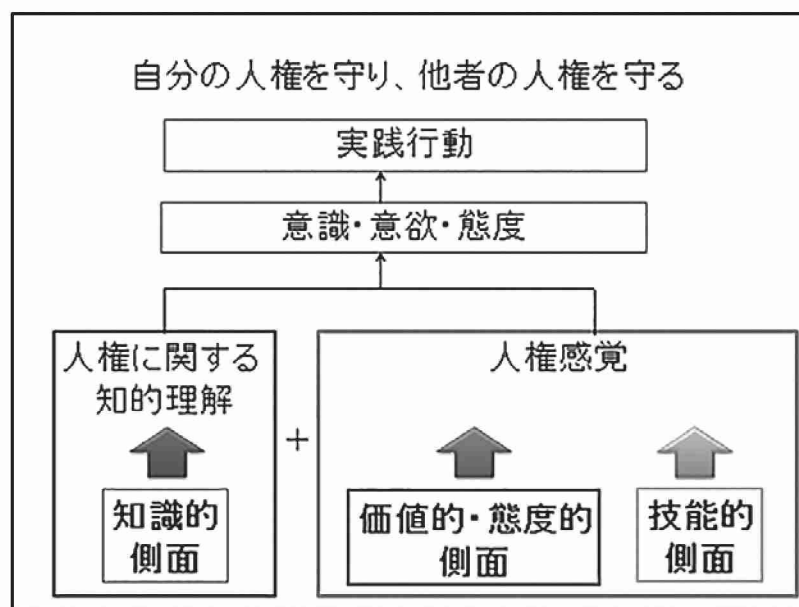 自分の人権を守り、他者の人権を守る
実践行動
意識・意欲・態度
人権に関する
知的理解
人権感覚
+
知識的
側面
価値的・態度的
側面
技能的
側面